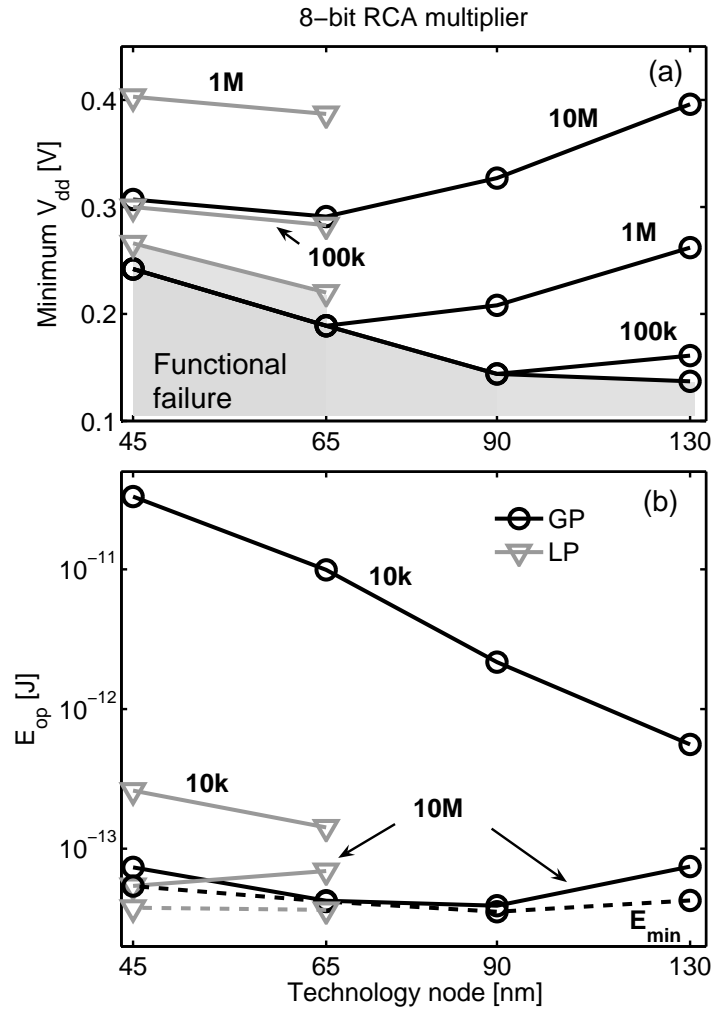 8−bit RCA multiplier
(a)
1M
0.4
10M
0.3
100k
1M
0.2
100k
Functional
failure
0.1
45 65 90 130
Minimum V_dd [V]
(b)
GP
LP
10^−11
10k
10^−12
10k
10M
10^−13
E_min
45 65 90 130
E_op [J]
Technology node [nm]